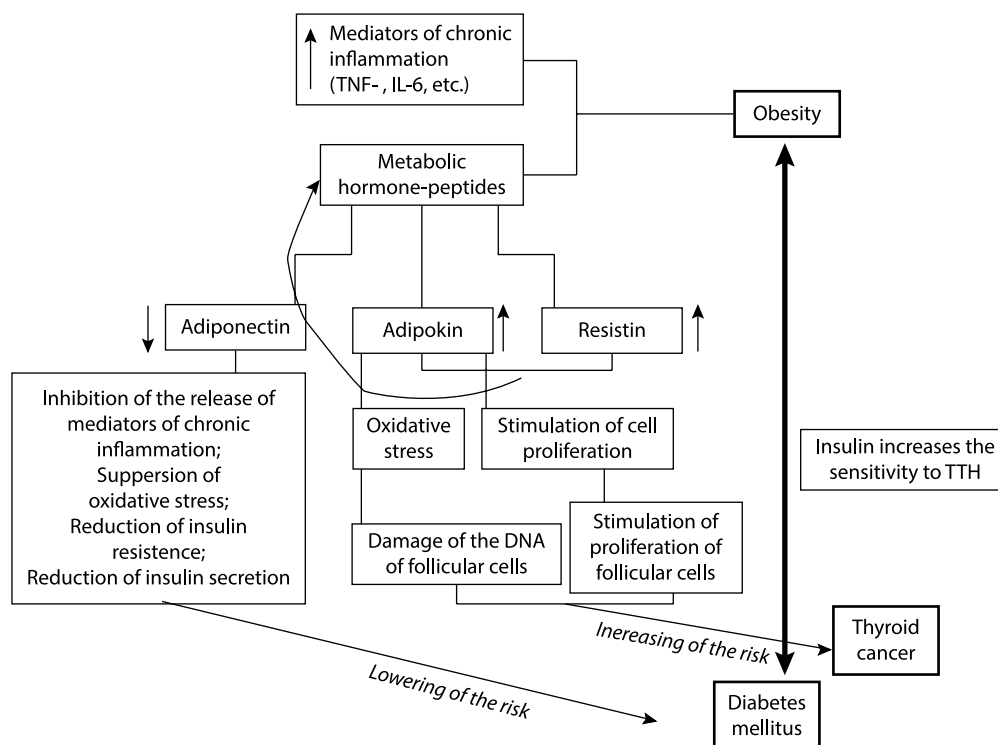 Mediators of chronic
inflammation
(TNF- , IL-6, etc.)
Obesity
Metabolic
hormone-peptides
Adiponectin
Adipokin
Resistin
Inhibition of the release of
mediators of chronic
inflammation;
Suppersion of
oxidative stress;
Reduction of insulin
resistence;
Reduction of insulin secretion
Oxidative
stress
Stimulation of cell
proliferation
Insulin increases the
sensitivity to TTH
Damage of the DNA
of follicular cells
Stimulation of
proliferation of
follicular cells
Inereasing of the risk
Thyroid
cancer
Lowering of the risk
Diabetes
mellitus